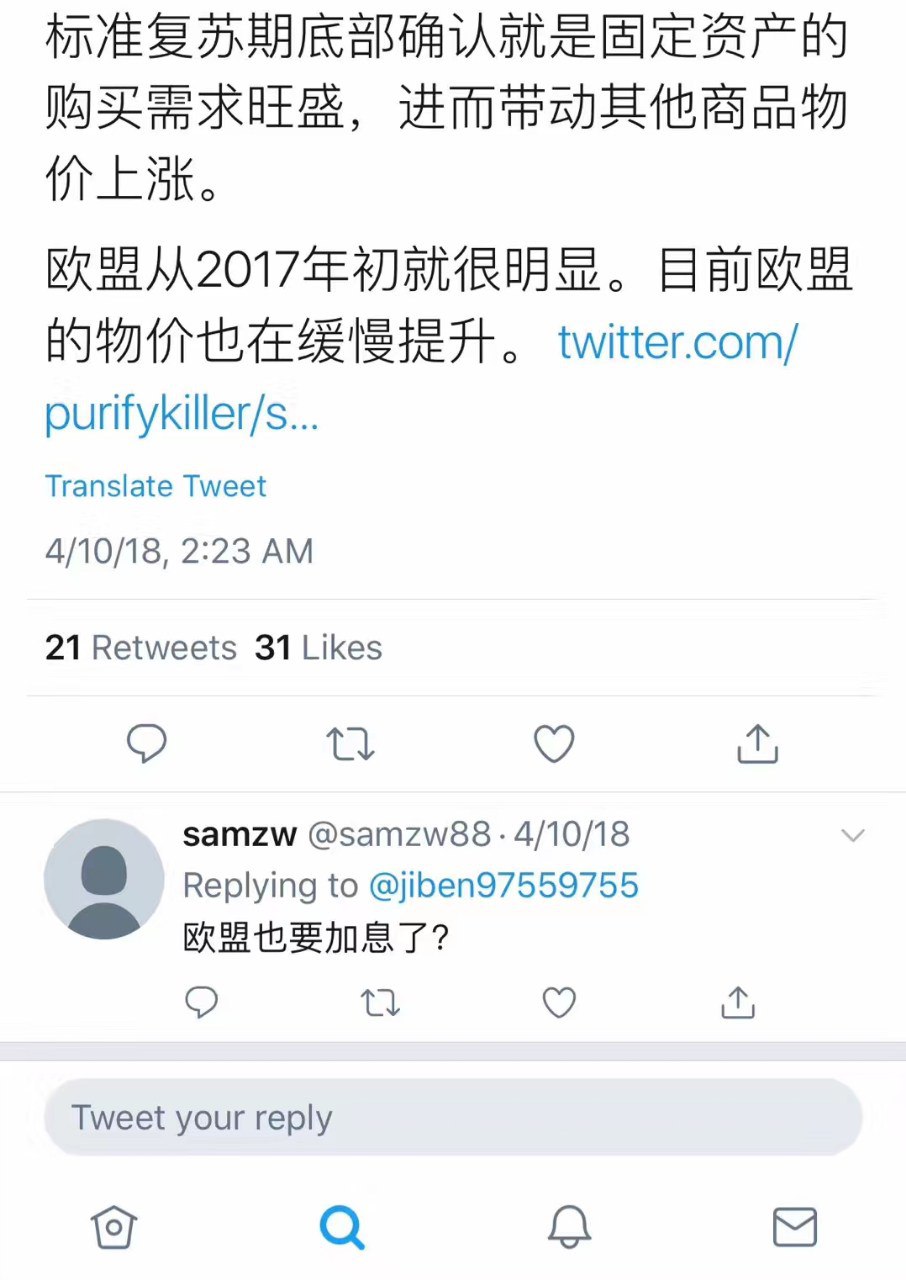 标准复苏期底部确认就是固定资产的
购买需求旺盛，进而带动其他商品物
价上涨。
欧盟从2017年初就很明显。目前欧盟
的物价也在缓慢提升。 twitter.com/
purifykiller/s...
Translate Tweet
4/10/18, 2:23 AM
21 Retweets 31 Likes
samzw @samzw88 · 4/10/18
Replying to @jiben97559755
欧盟也要加息了?
Tweet your reply